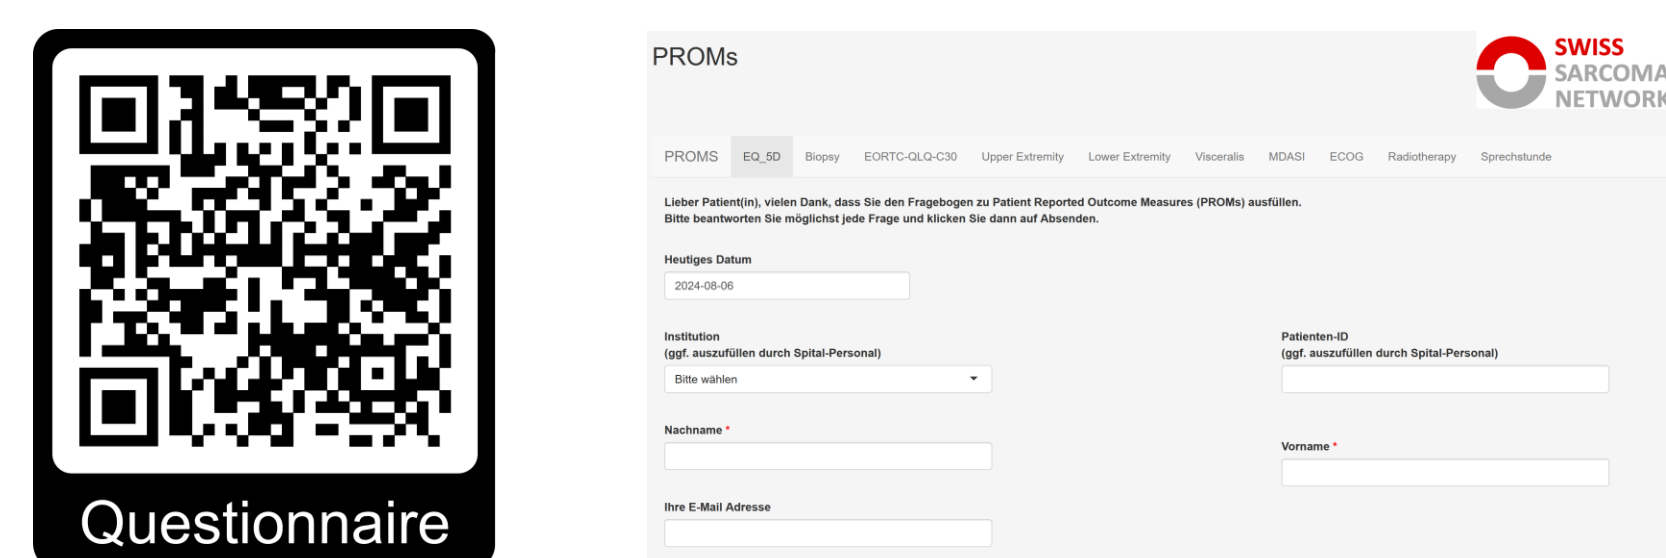 Questionnaire
PROMs
SWISS
SARCOMA
NETWORK
PROMS EQ_5D Biopsy EORTC-QLQ-C30 Upper Extremity Lower Extremity Visceralis MDASI ECOG Radiotherapy Sprechstunde
Lieber Patient(in), vielen Dank, dass Sie den Fragebogen zu Patient Reported Outcome Measures (PROMs) ausfüllen.
Bitte beantworten Sie möglichst jede Frage und klicken Sie dann auf Absenden.
Heutiges Datum
2024-08-06
Institution
(ggf. auszufüllen durch Spital-Personal)
Bitte wählen
Patienten-ID
(ggf. auszufüllen durch Spital-Personal)
Nachname *
Vorname *
Ihre E-Mail Adresse